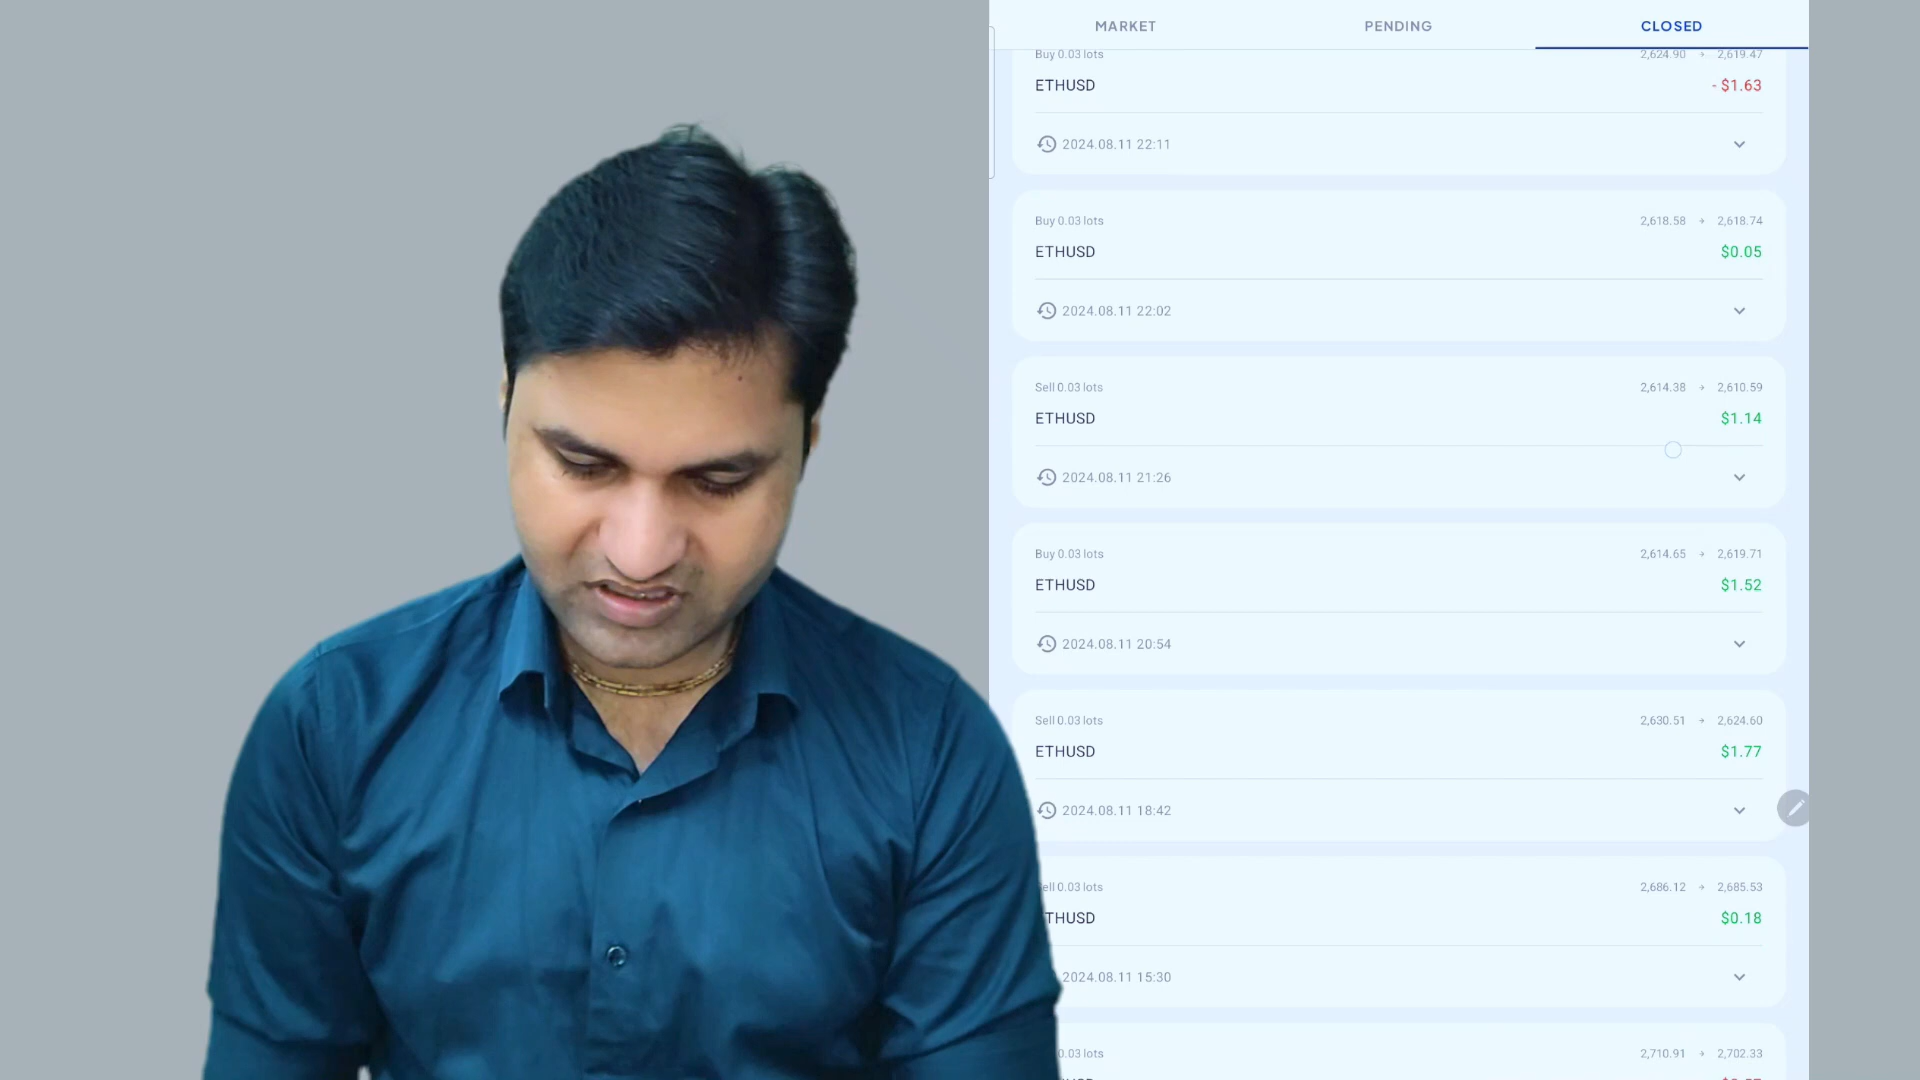 MARKET PENDING CLOSED
Buy 0.03 lots 2,624.90 → 2,619.47
ETHUSD - $1.63
2024.08.11 22:11
Buy 0.03 lots 2,618.58 → 2,618.74
ETHUSD $0.05
2024.08.11 22:02
Sell 0.03 lots 2,614.38 → 2,610.59
ETHUSD $1.14
2024.08.11 21:26
Buy 0.03 lots 2,614.65 → 2,619.71
ETHUSD $1.52
2024.08.11 20:54
Sell 0.03 lots 2,630.51 → 2,624.60
ETHUSD $1.77
2024.08.11 18:42
ell 0.03 lots 2,686.12 → 2,685.53
THUSD $0.18
2024.08.11 15:30
0.03 lots 2,710.91 → 2,702.33